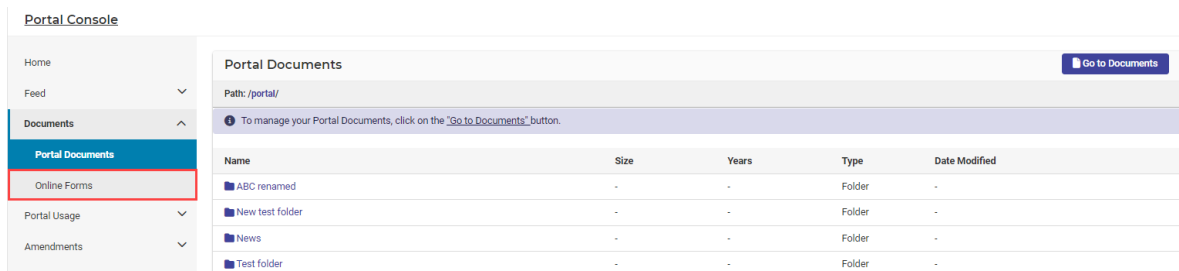 Portal Console
Home
Feed
Documents
Portal Documents
Online Forms
Portal Usage
Amendments
Portal Documents
Go to Documents
Path: /portal/
To manage your Portal Documents, click on the "Go to Documents" button.
Name Size Years Type Date Modified
ABC renamed - - Folder -
New test folder - - Folder -
News - - Folder -
Test folder - - Folder -